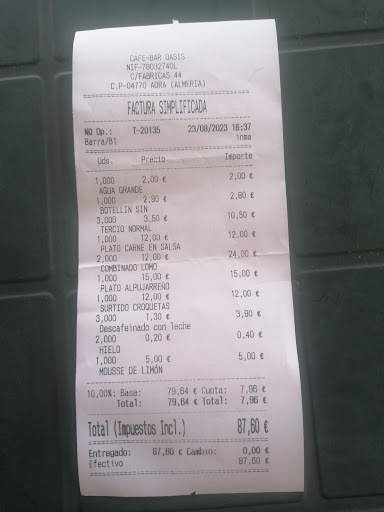 CAFE-BAR OASIS
NIF-78032740L
C/FABRICAS 44
C.P-04770 ADRA (ALMERIA)
FACTURA SIMPLIFICADA
Nº Op.: T-20135 23/08/2023 16:37
Barra/B1 inma
Uds. Precio Importe
1,000 2,00 € 2,00 €
AGUA GRANDE
1,000 2,80 € 2,80 €
BOTELLIN SIN
3,000 3,50 € 10,50 €
TERCIO NORMAL
1,000 12,00 € 12,00 €
PLATO CARNE EN SALSA
2,000 12,00 € 24,00 €
COMBINADO LOMO
1,000 15,00 € 15,00 €
PLATO ALPUJARREÑO
1,000 12,00 € 12,00 €
SURTIDO CROQUETAS
3,000 1,30 € 3,90 €
Descafeinado con leche
2,000 0,20 € 0,40 €
HIELO
1,000 5,00 € 5,00 €
MOUSSE DE LIMÓN
10,00%: Base: 79,64 € Cuota: 7,96 €
Total: 79,64 € Total: 7,96 €
Total (Impuestos Incl.) 87,60 €
Entregado: 87,60 € Cambio: 0,00 €
Efectivo 87,60 €